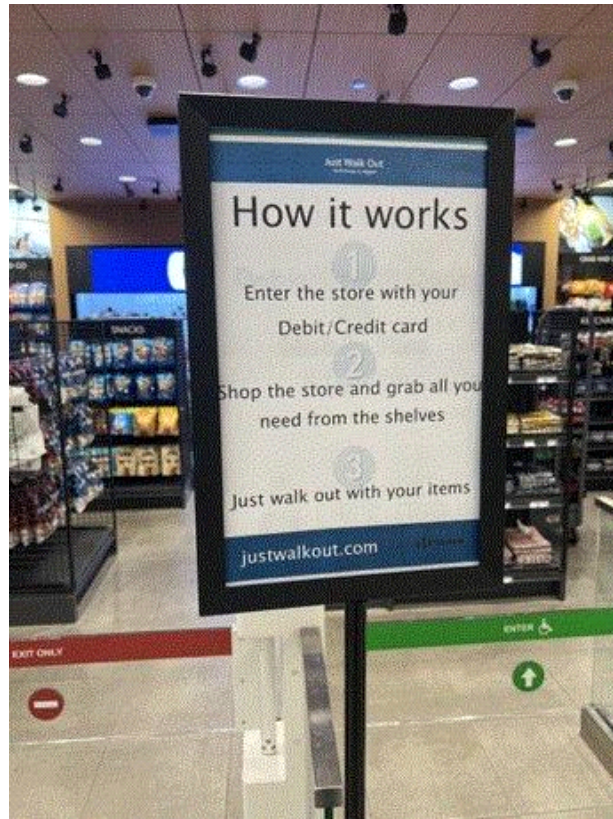 Just Walk Out
How it works
1
Enter the store with your
Debit/Credit card
2
Shop the store and grab all you
need from the shelves
3
Just walk out with your items
justwalkout.com
SNACKS
EXIT ONLY
ENTER